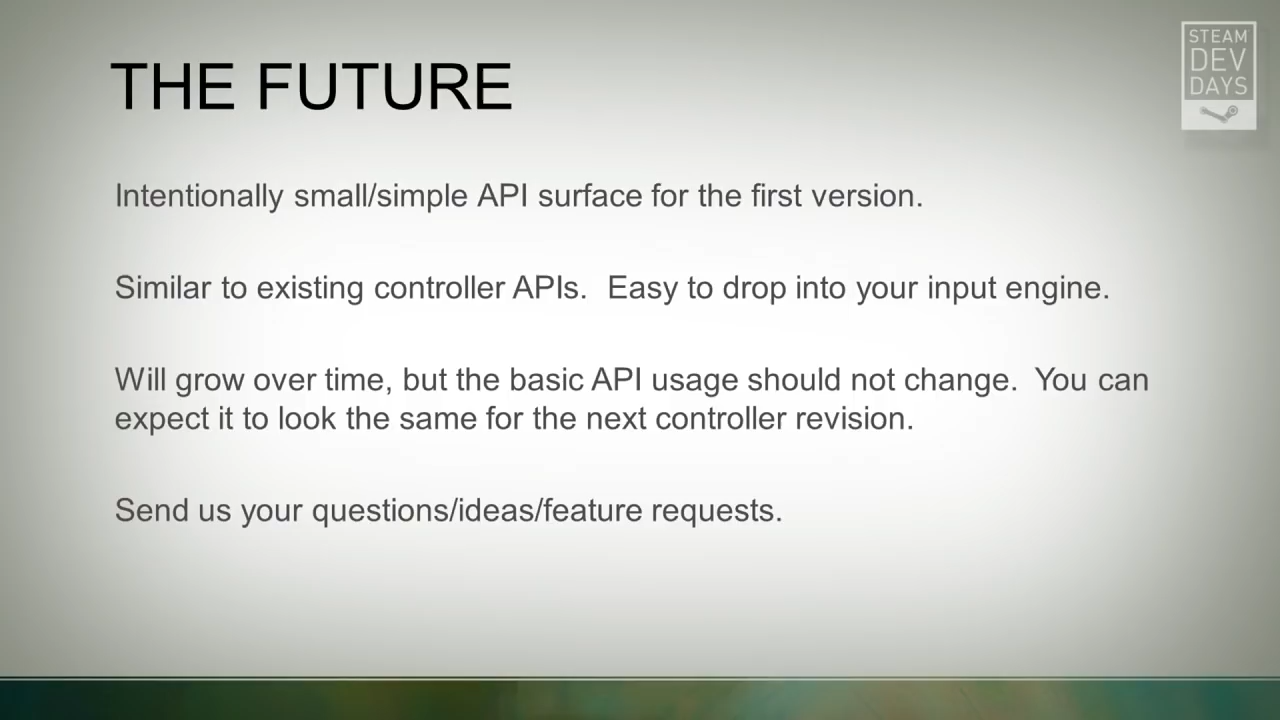 THE FUTURE
STEAM
DEV
DAYS
Intentionally small/simple API surface for the first version.
Similar to existing controller APIs.  Easy to drop into your input engine.
Will grow over time, but the basic API usage should not change.  You can
expect it to look the same for the next controller revision.
Send us your questions/ideas/feature requests.